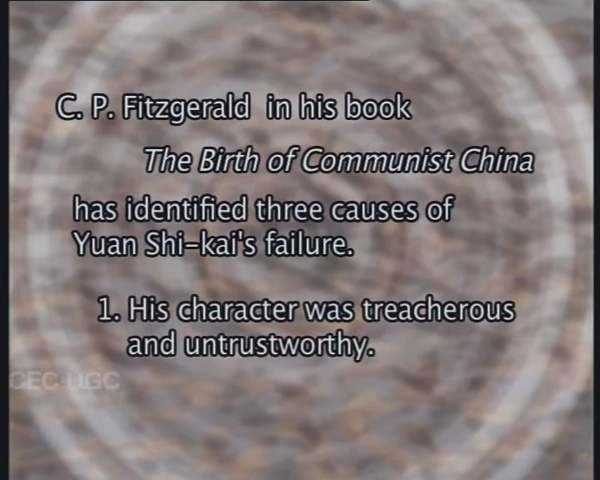 C. P. Fitzgerald in his book
The Birth of Communist China
has identified three causes of
Yuan Shi-kai's failure.
1. His character was treacherous
and untrustworthy.
CEC-UGC